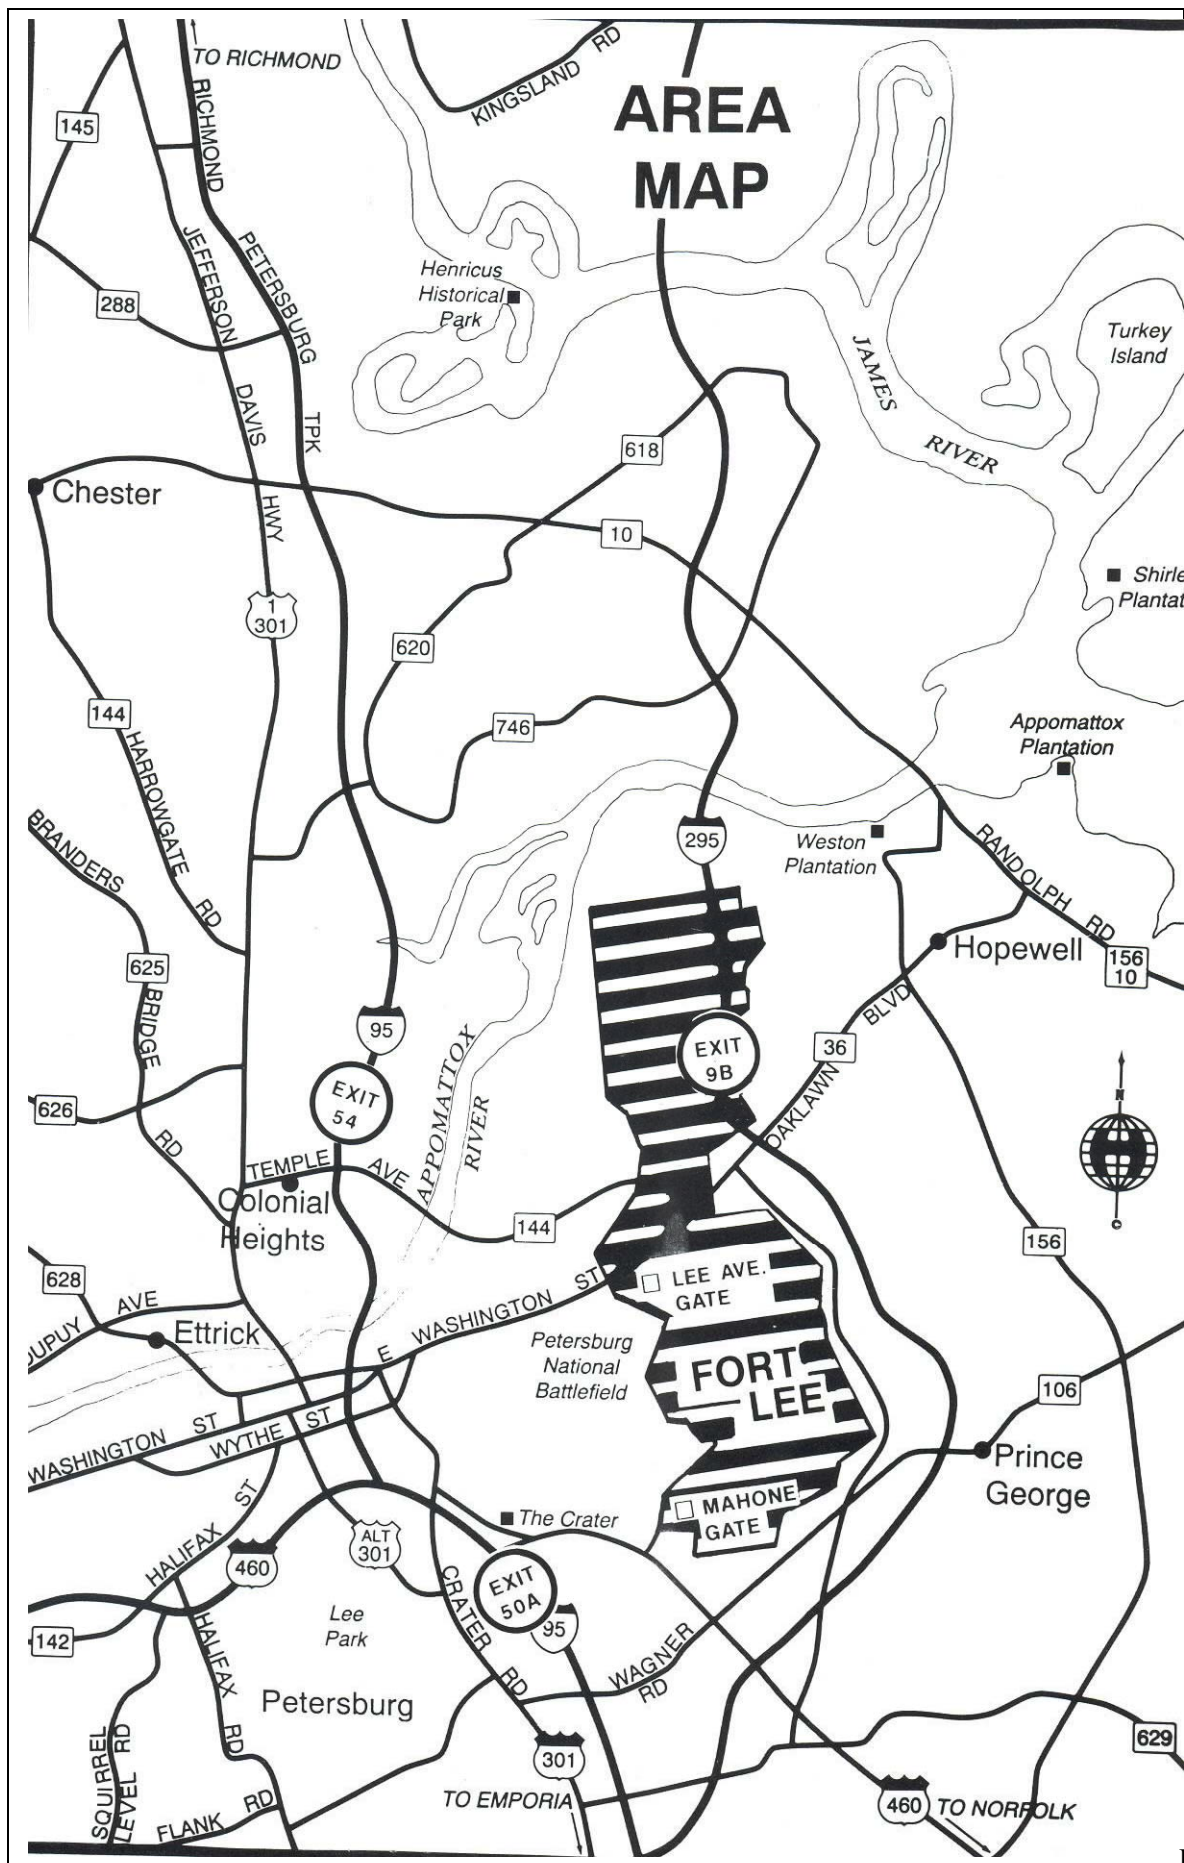 TO RICHMOND
KINGSLAND RD
AREA
MAP
145
RICHMOND
PETERSBURG
TPK
JEFFERSON
DAVIS
HWY
288
Henricus
Historical
Park
Turkey
Island
JAMES
RIVER
618
Chester
10
Shirle
Plantat
1
301
620
144
HARROWGATE RD
746
Appomattox
Plantation
BRANDERS
BRIDGE
RD
295
Weston
Plantation
RANDOLPH RD
625
Hopewell
156
10
95
BLVD
EXIT
9B
36
OAKLAWN
EXIT
54
APPOMATTOX
RIVER
626
N
TEMPLE AVE
Colonial
Heights
144
156
628
LEE AVE.
GATE
AVE
Ettrick
E WASHINGTON ST
Petersburg
National
Battlefield
FORT
LEE
106
WASHINGTON ST
WYTHE ST
Prince
George
MAHONE
GATE
The Crater
HALIFAX ST
460
ALT
301
EXIT
50A
95
CRATER
RD
142
Lee
Park
HALIFAX
RD
WAGNER
RD
Petersburg
SQUIRREL
LEVEL RD
FLANK RD
301
629
TO EMPORIA
460
TO NORFOLK